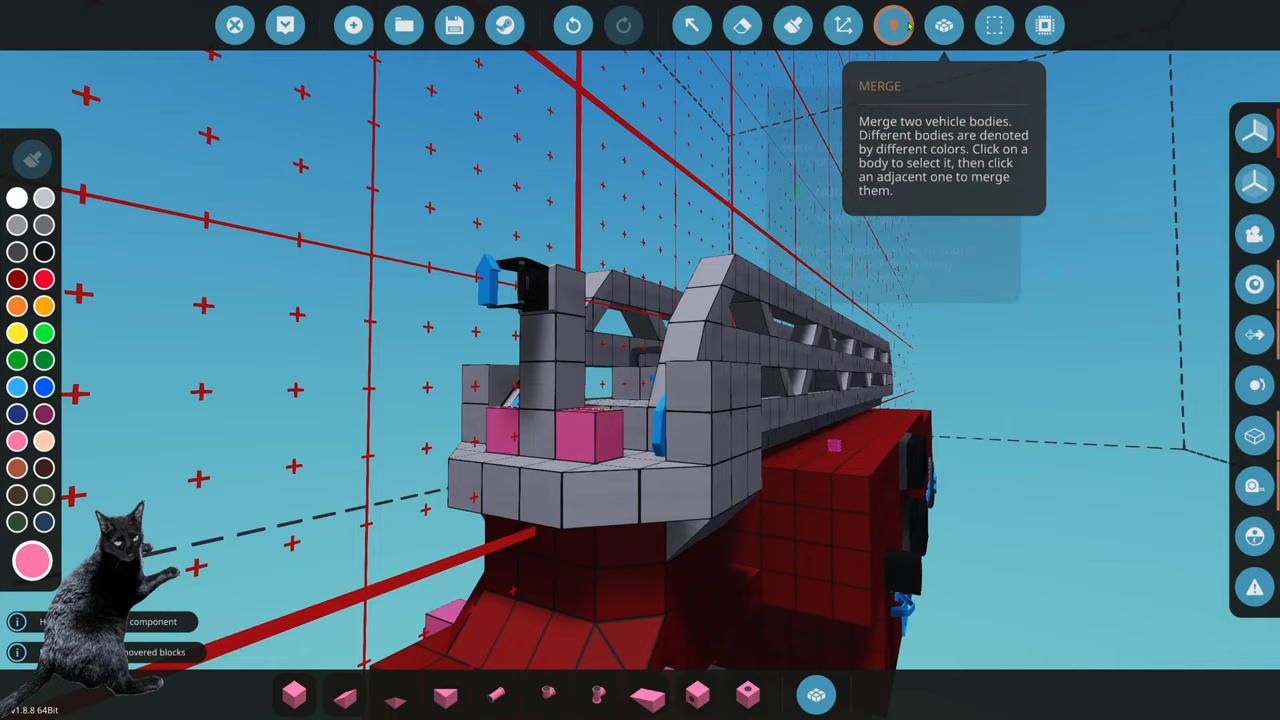 MERGE
Merge two vehicle bodies.
Different bodies are denoted
by different colors. Click on a
body to select it, then click
an adjacent one to merge
them.
component
blocks
v1.8.8 64Bit